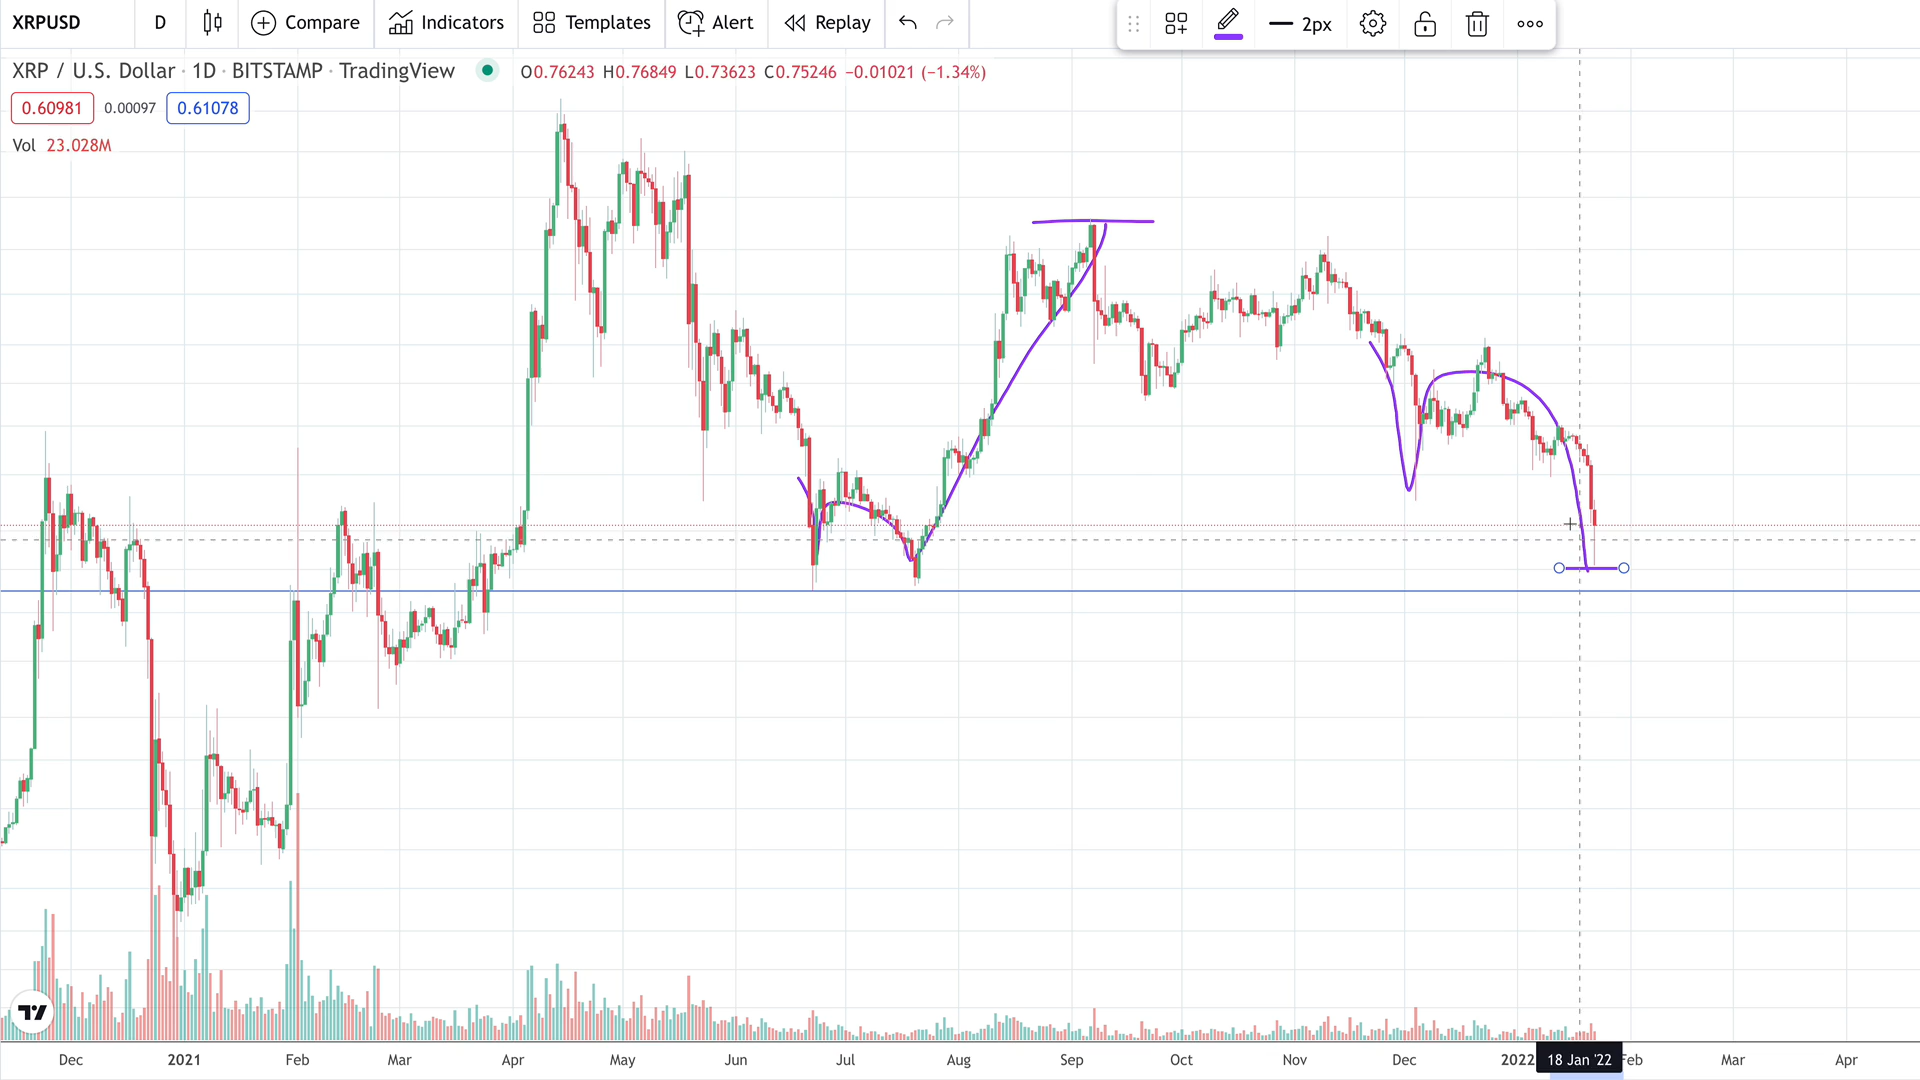 XRPUSD D Compare Indicators Templates Alert Replay 2px
XRP / U.S. Dollar · 1D · BITSTAMP · TradingView O0.76243 H0.76849 L0.73623 C0.75246 −0.01021 (−1.34%)
0.60981 0.00097 0.61078
Vol 23.028M
Dec 2021 Feb Mar Apr May Jun Jul Aug Sep Oct Nov Dec 2022 18 Jan '22 Feb Mar Apr